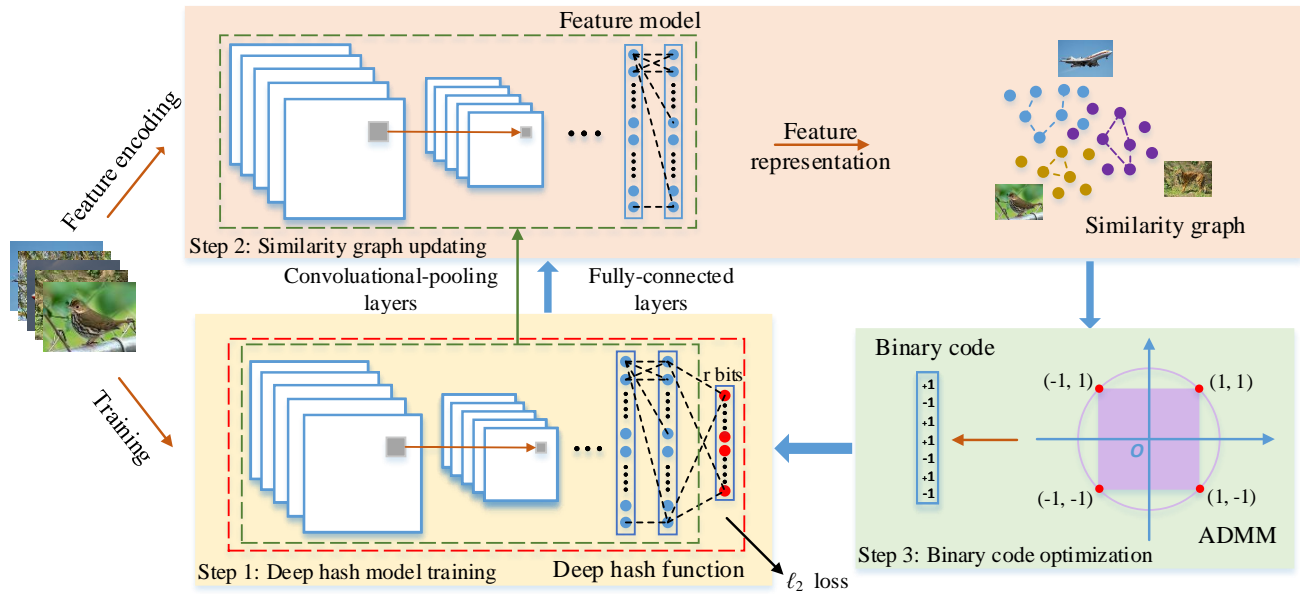 Feature model
Feature encoding
Feature
representation
Similarity graph
Step 2: Similarity graph updating
Convoluational-pooling
layers
Fully-connected
layers
Training
r bits
Step 1: Deep hash model training
Deep hash function
ℓ₂ loss
Binary code
+1
-1
+1
+1
-1
-1
+1
-1
(-1, 1)
(1, 1)
O
(-1, -1)
(1, -1)
ADMM
Step 3: Binary code optimization